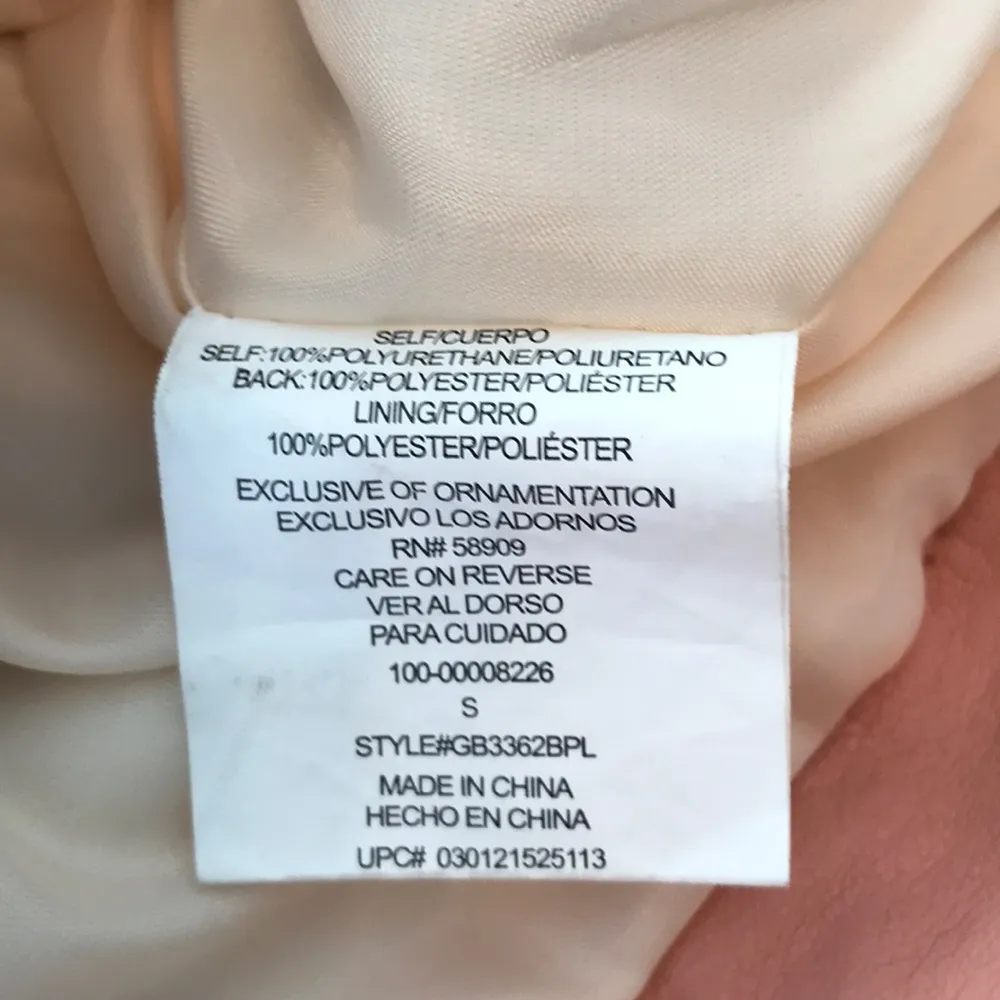 SELF/CUERPO
SELF:100%POLYURETHANE/POLIURETANO
BACK:100%POLYESTER/POLIÉSTER
LINING/FORRO
100%POLYESTER/POLIÉSTER
EXCLUSIVE OF ORNAMENTATION
EXCLUSIVO LOS ADORNOS
RN# 58909
CARE ON REVERSE
VER AL DORSO
PARA CUIDADO
100-00008226
S
STYLE#GB3362BPL
MADE IN CHINA
HECHO EN CHINA
UPC# 030121525113